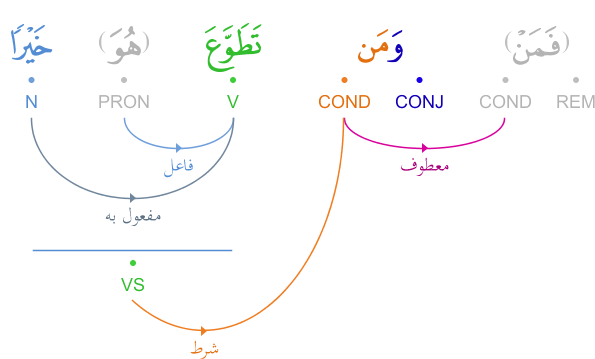 (فَمَنْ) وَمَن تَطَوَّعَ (هُوَ) خَيْرًا
REM COND CONJ COND V PRON N
معطوف
فاعل
مفعول به
VS
شرط